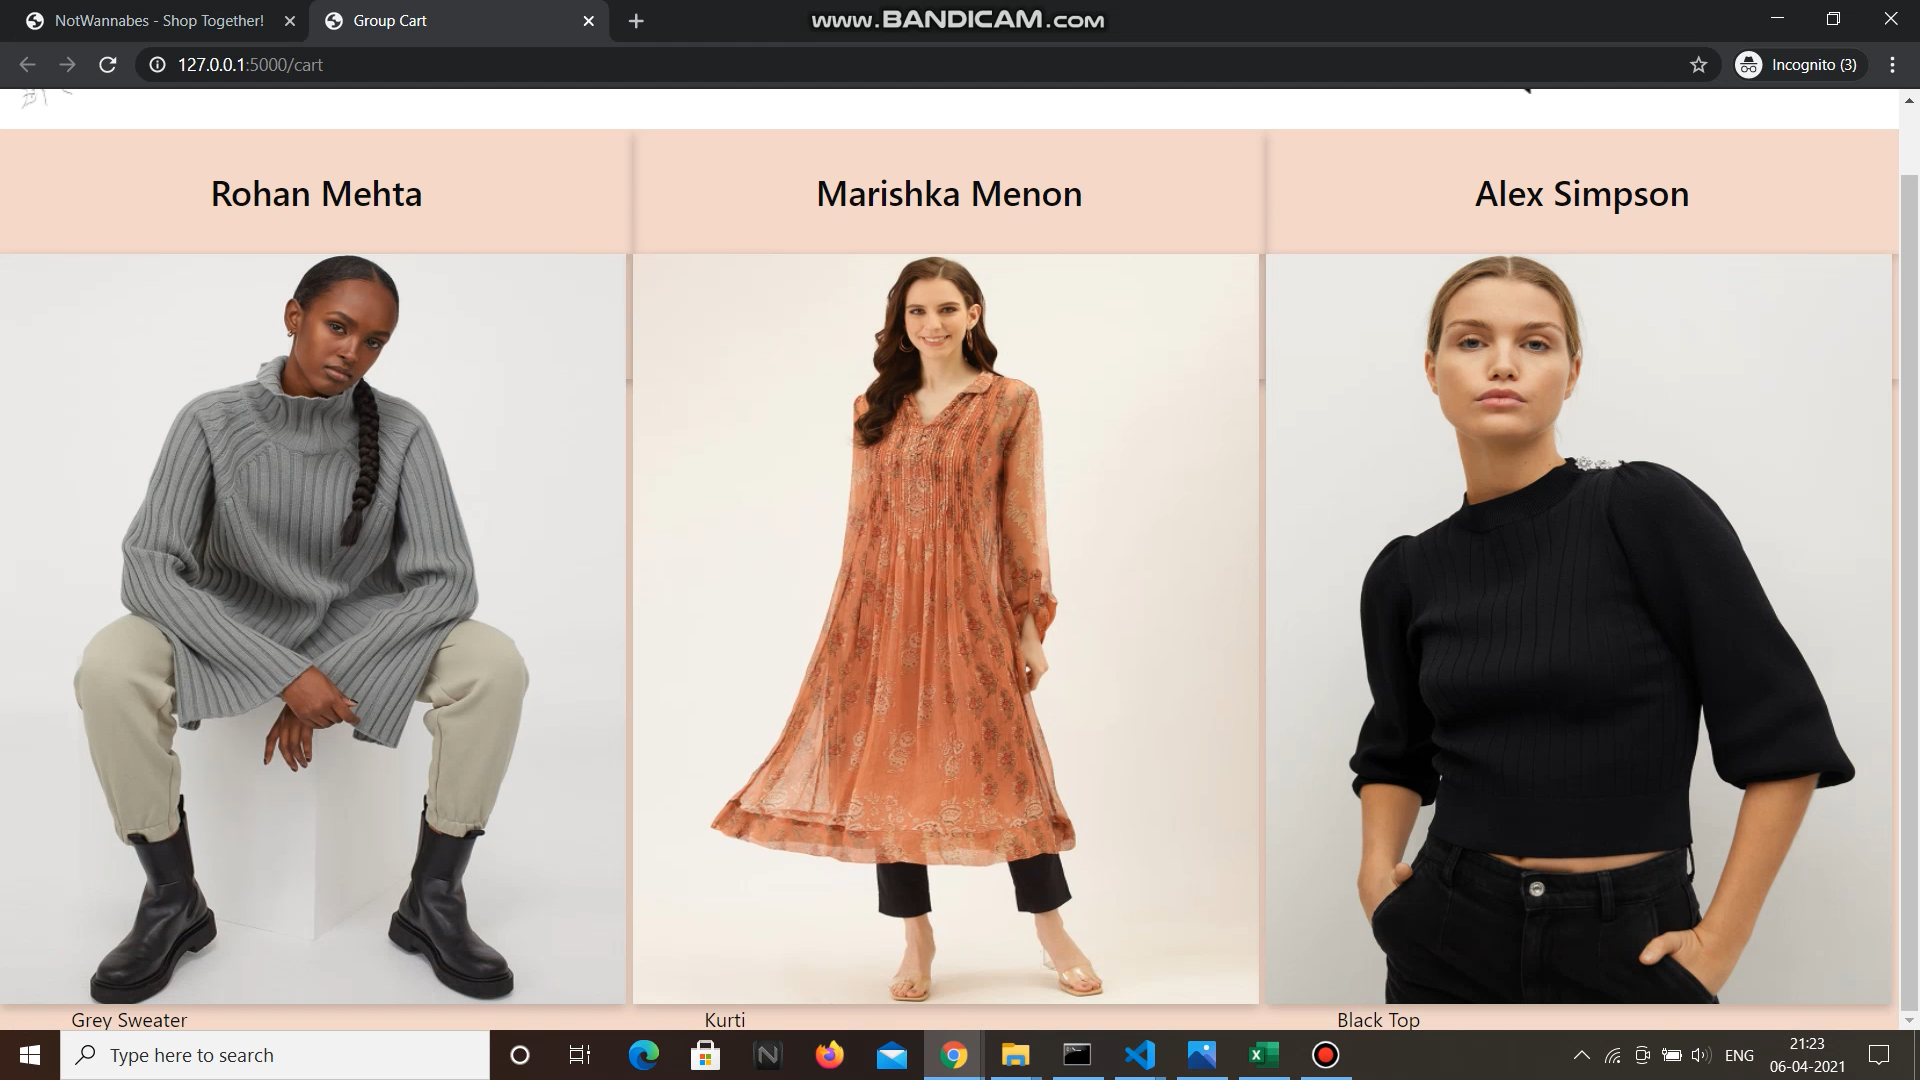 NotWannabes - Shop Together!
Group Cart
www.BANDICAM.com
127.0.0.1:5000/cart
Incognito (3)
Rohan Mehta
Marishka Menon
Alex Simpson
Grey Sweater
Kurti
Black Top
Type here to search
ENG
21:23
06-04-2021